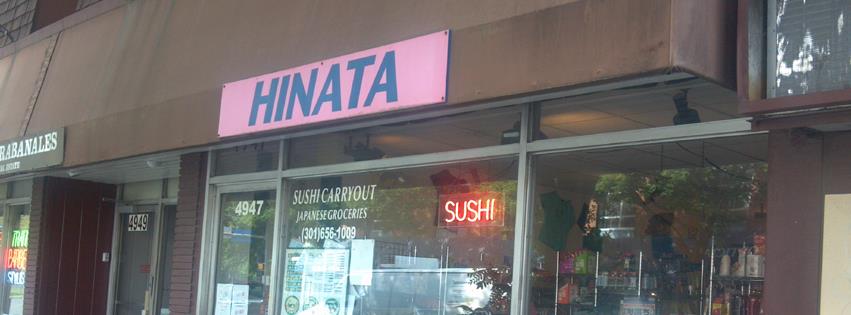 HINATA
RABANALES
4949
4947
SUSHI CARRYOUT
JAPANESE GROCERIES
(301)656-1009
SUSHI